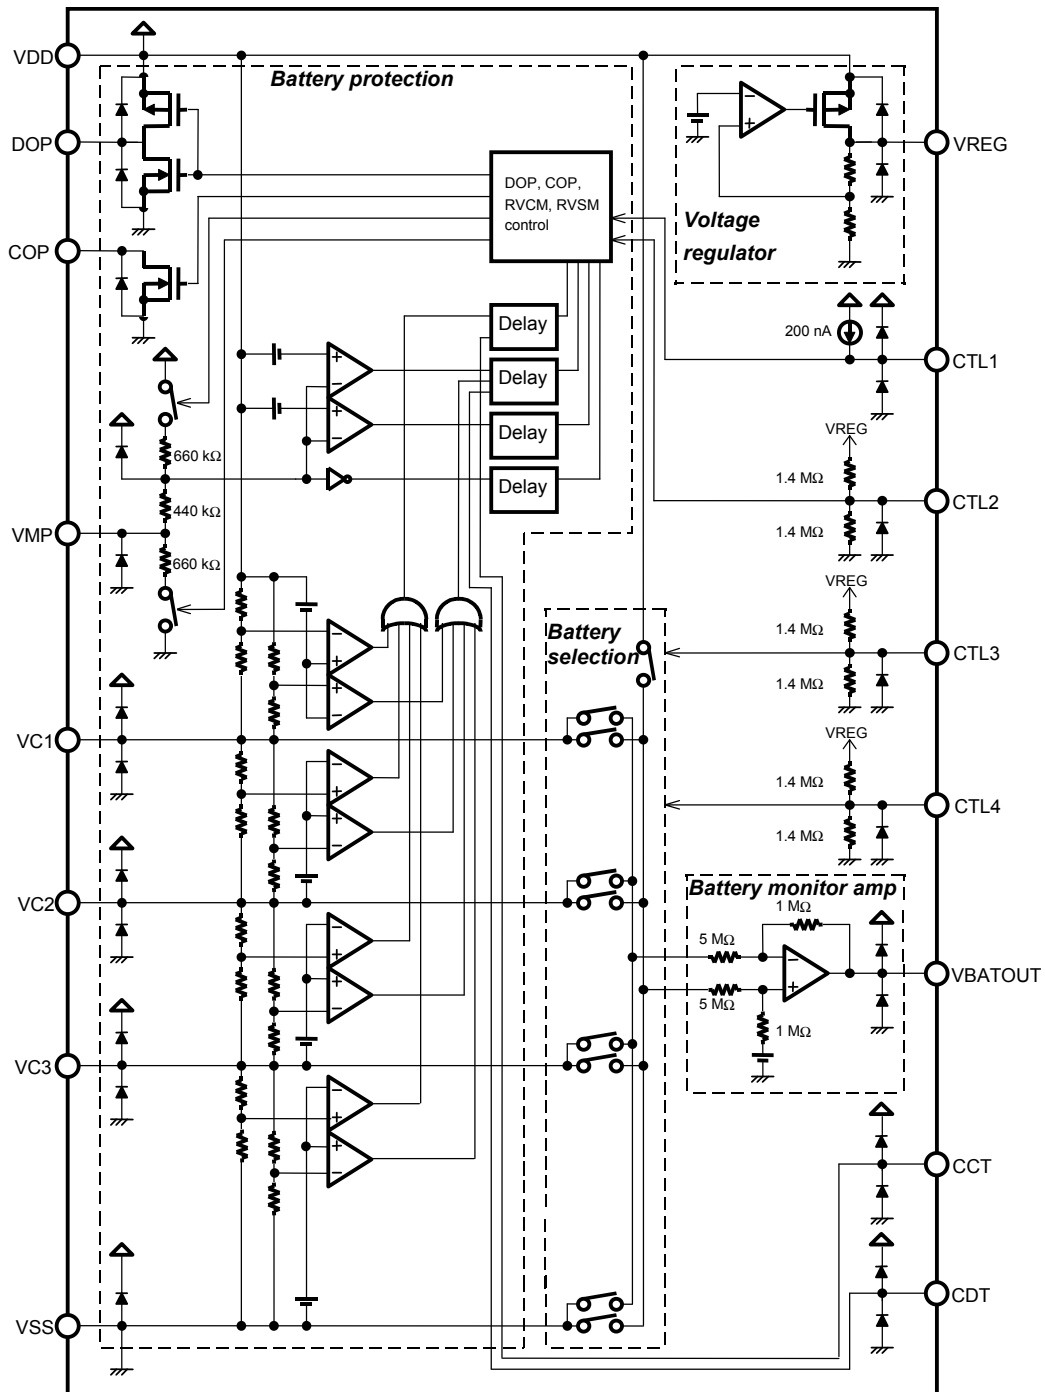 VDD
Battery protection
DOP
DOP, COP,
RVCM, RVSM
control
VREG
Voltage
regulator
COP
Delay
200 nA
CTL1
Delay
Delay
VREG
660 kΩ
1.4 MΩ
Delay
CTL2
440 kΩ
VMP
1.4 MΩ
660 kΩ
VREG
Battery
selection
1.4 MΩ
CTL3
1.4 MΩ
VC1
VREG
1.4 MΩ
CTL4
1.4 MΩ
Battery monitor amp
VC2
1 MΩ
5 MΩ
VBATOUT
5 MΩ
1 MΩ
VC3
CCT
CDT
VSS